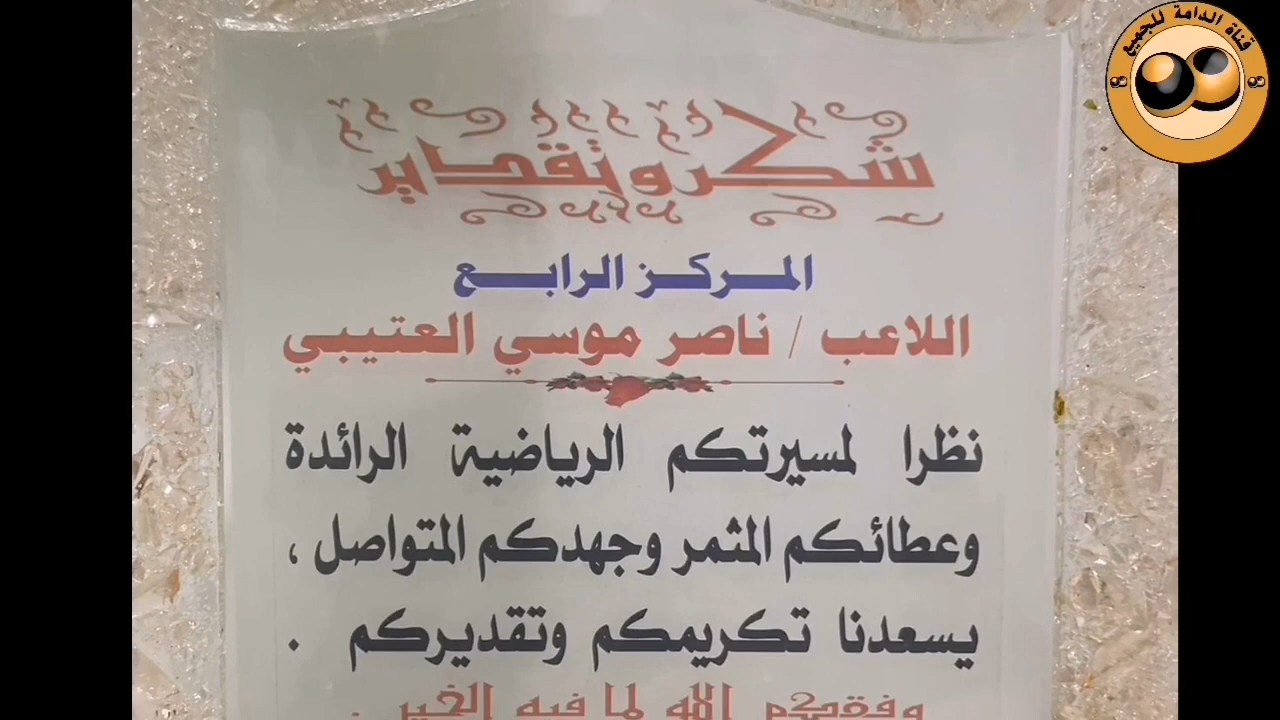 قناة الدامة للجميع
شكر وتقدير
المركز الرابع
اللاعب / ناصر موسي العتيبي
نظرا لمسيرتكم الرياضية الرائدة
وعطائكم المثمر وجهدكم المتواصل ،
يسعدنا تكريمكم وتقديركم .
وفقكم الله لما فيه الخير .